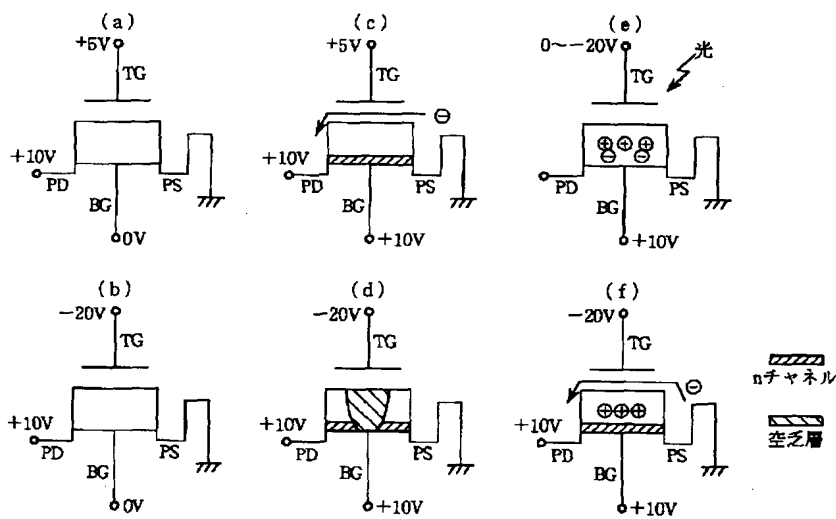 (a)
+5V
TG
+10V
PD
PS
BG
0V
(c)
+5V
TG
⊖
+10V
PD
PS
BG
+10V
(e)
0~−20V
光
TG
⊕⊕⊕
⊖⊖
PD
PS
BG
+10V
(b)
−20V
TG
+10V
PD
PS
BG
0V
(d)
−20V
TG
+10V
PD
PS
BG
+10V
(f)
−20V
TG
⊖
⊕⊕⊕
+10V
PD
PS
BG
+10V
nチャネル
空乏層